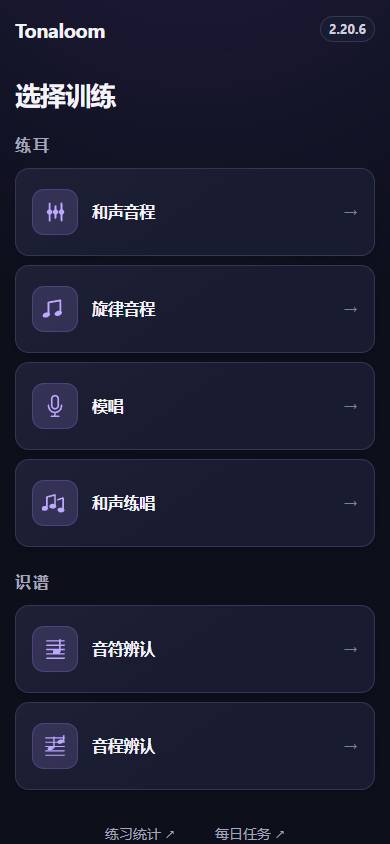 Tonaloom
2.20.6
选择训练
练耳
和声音程
→
旋律音程
→
模唱
→
和声练唱
→
识谱
音符辨认
→
音程辨认
→
练习统计 ↗
每日任务 ↗